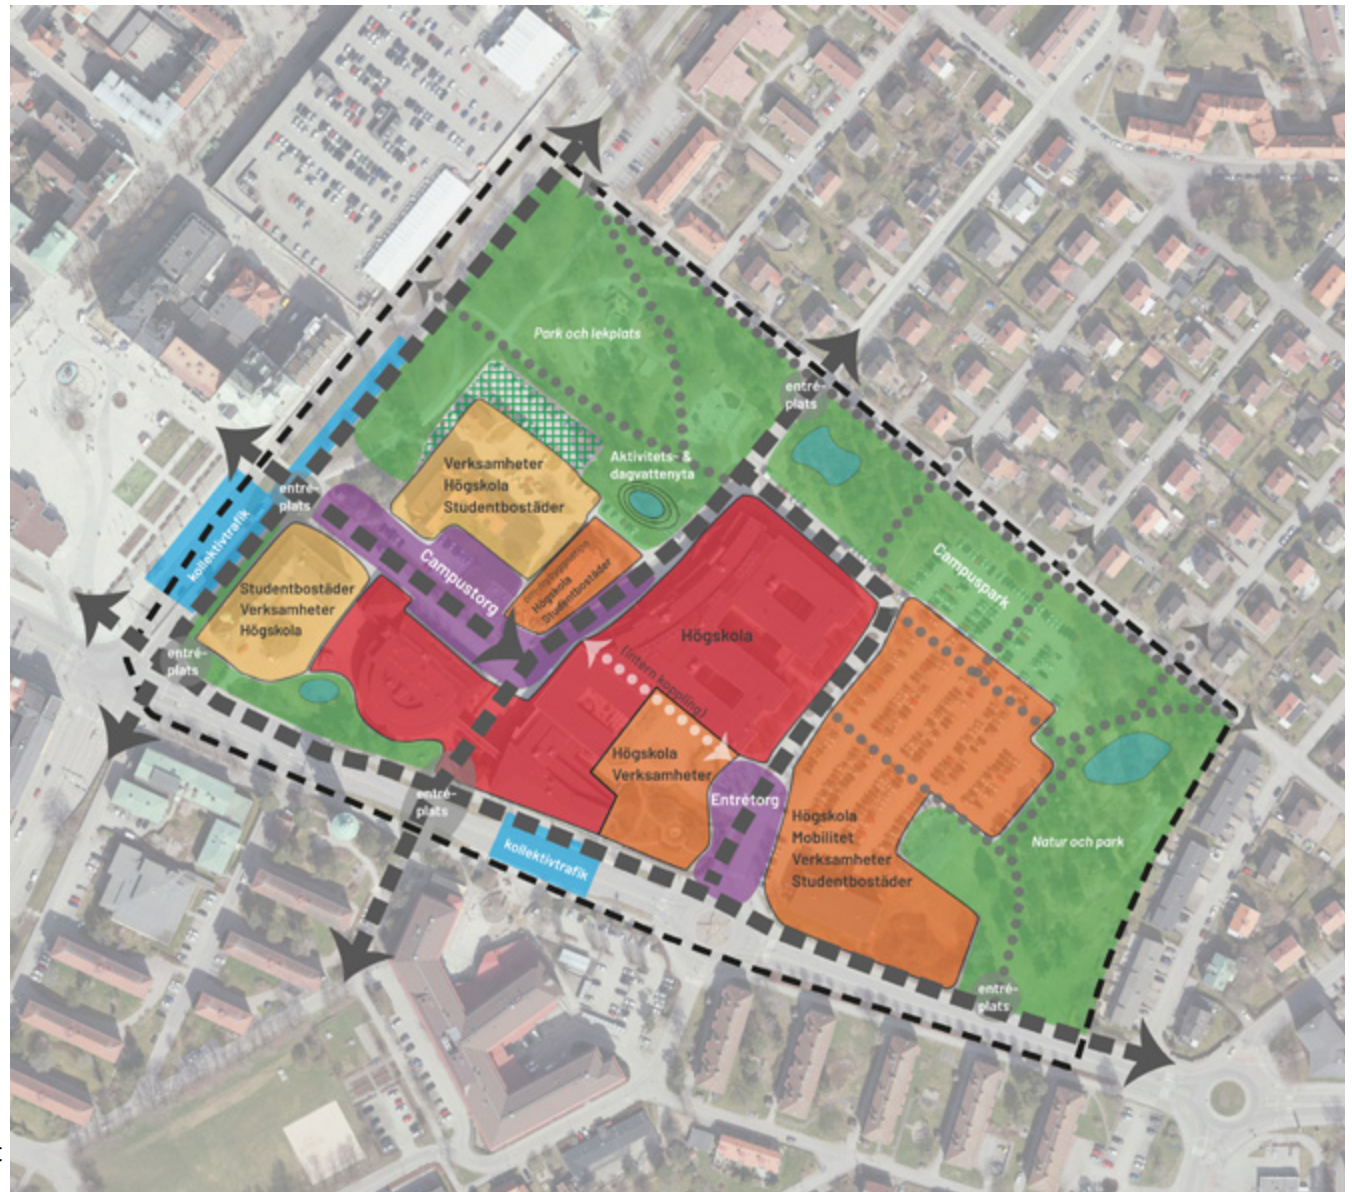 Park och lekplats
entré-
plats
Verksamheter
Högskola
Studentbostäder
Aktivitets- &
dagvattenyta
entré-
plats
kollektivtrafik
Campustorg
Högskola
Studentbostäder
Campuspark
Studentbostäder
Verksamheter
Högskola
entré-
plats
Högskola
(intern koppling)
Högskola
Verksamheter
entré-
plats
Entrétorg
Högskola
Mobilitet
Verksamheter
Studentbostäder
Natur och park
kollektivtrafik
entré-
plats